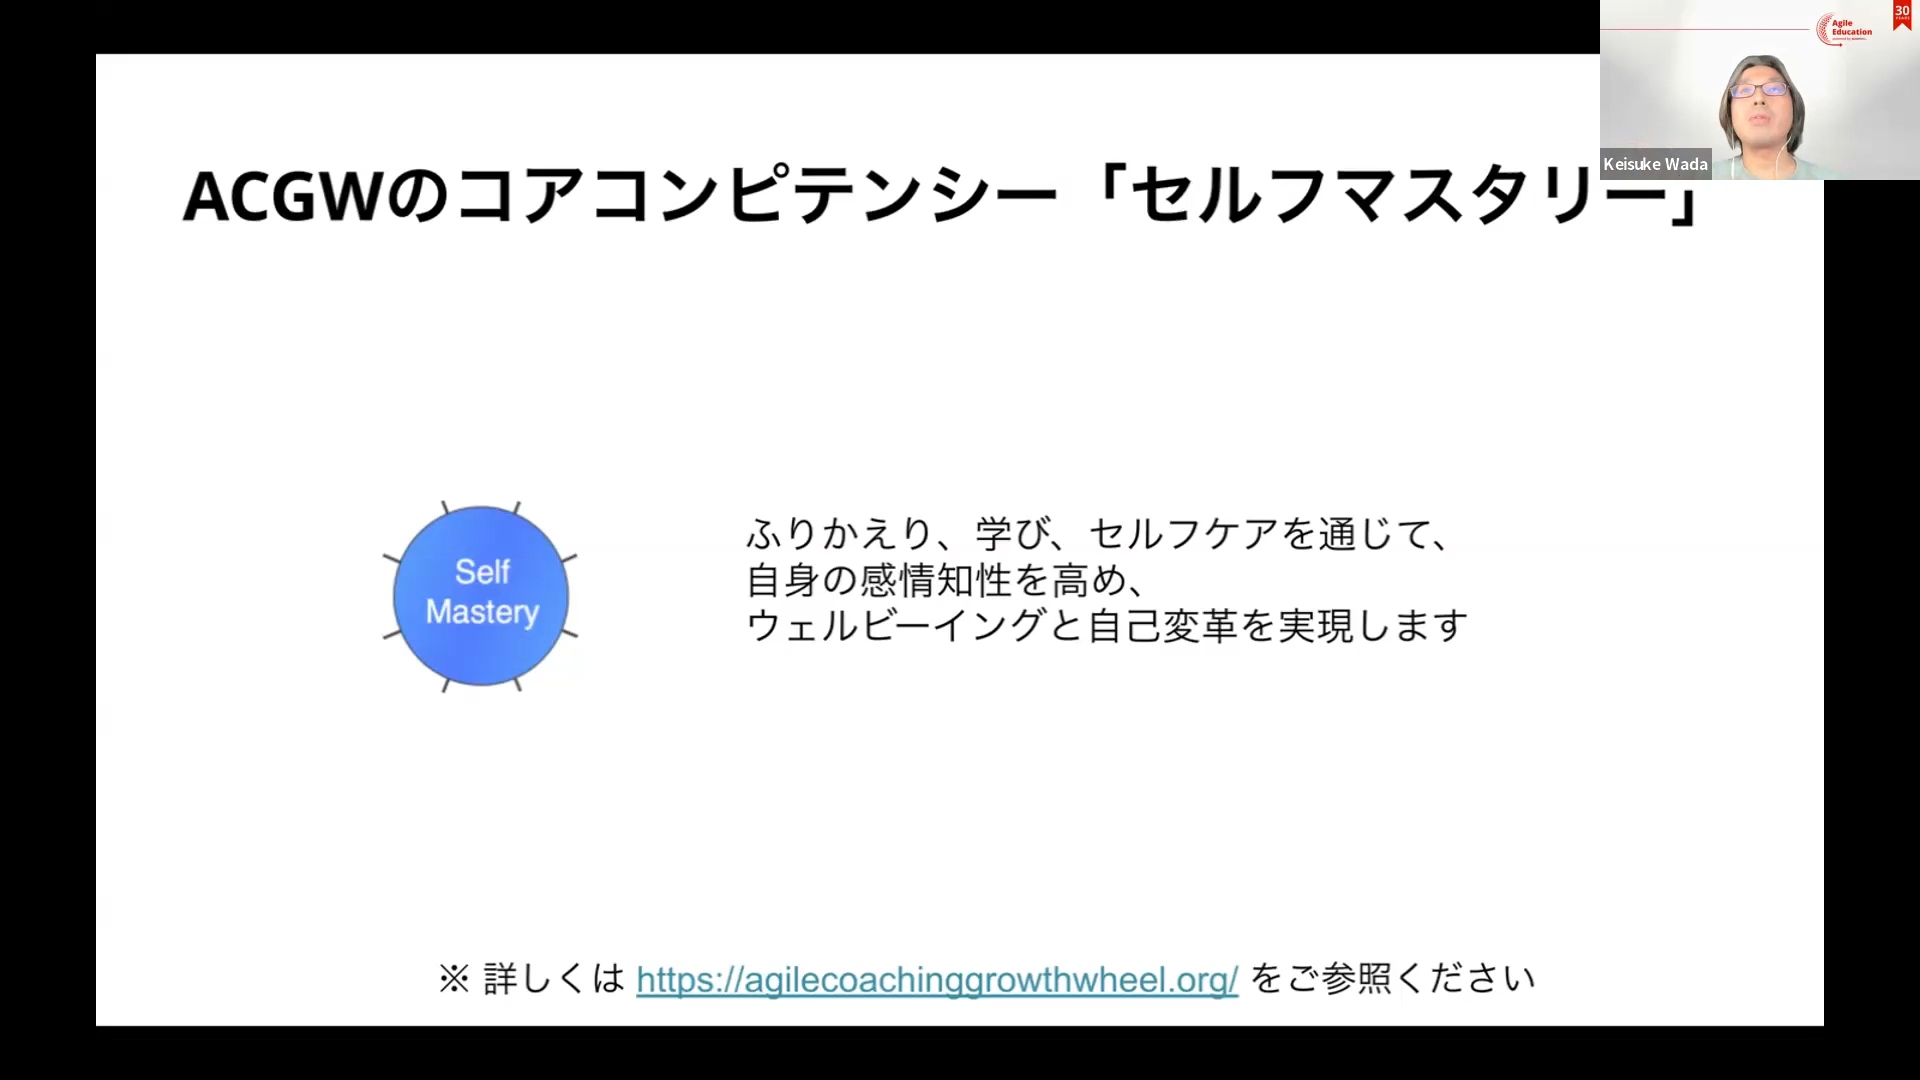 ACGWのコアコンピテンシー「セルフマスタリー」
Self
Mastery
ふりかえり、学び、セルフケアを通じて、
自身の感情知性を高め、
ウェルビーイングと自己変革を実現します
※ 詳しくは https://agilecoachinggrowthwheel.org/ をご参照ください
Agile
Education
30
YEARS
Keisuke Wada